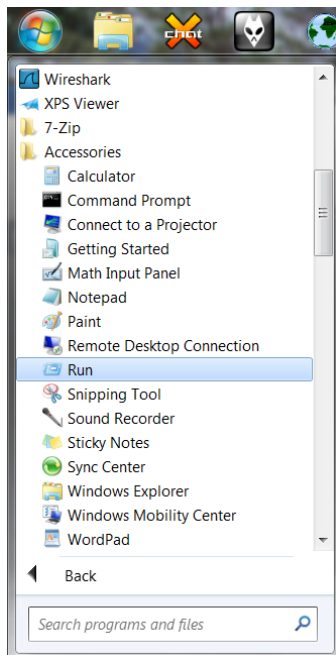 chat
Wireshark
XPS Viewer
7-Zip
Accessories
Calculator
Command Prompt
Connect to a Projector
Getting Started
Math Input Panel
Notepad
Paint
Remote Desktop Connection
Run
Snipping Tool
Sound Recorder
Sticky Notes
Sync Center
Windows Explorer
Windows Mobility Center
WordPad
Back
Search programs and files